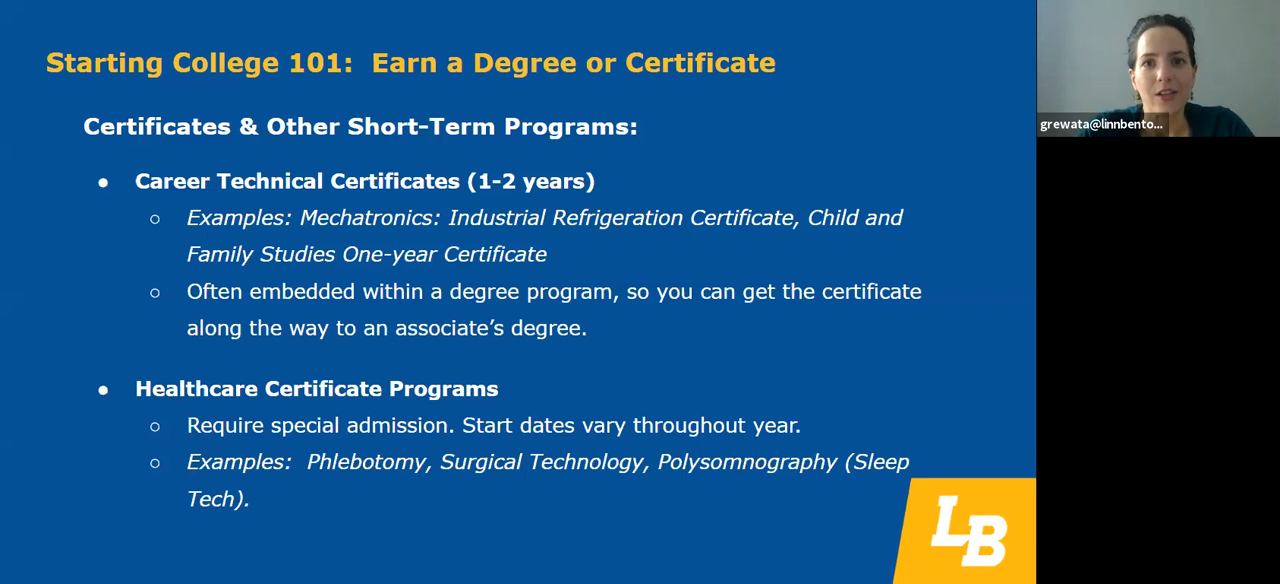 Starting College 101:  Earn a Degree or Certificate
grewata@linnbento...
Certificates & Other Short-Term Programs:
● Career Technical Certificates (1-2 years)
○ Examples: Mechatronics: Industrial Refrigeration Certificate, Child and
Family Studies One-year Certificate
○ Often embedded within a degree program, so you can get the certificate
along the way to an associate’s degree.
● Healthcare Certificate Programs
○ Require special admission. Start dates vary throughout year.
○ Examples:  Phlebotomy, Surgical Technology, Polysomnography (Sleep
Tech).
LB